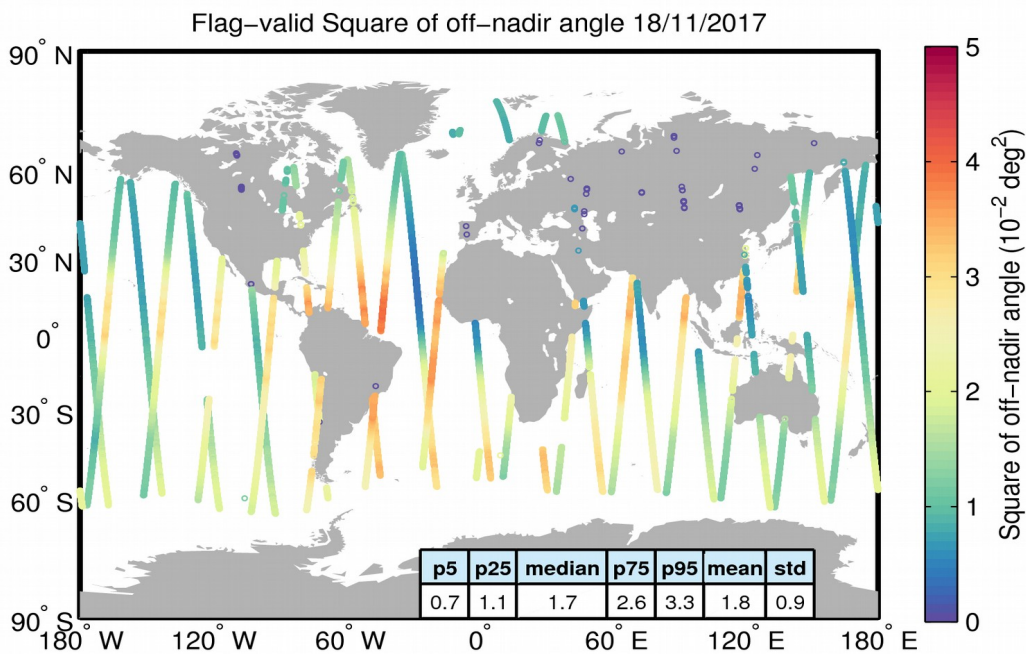 Flag−valid Square of off−nadir angle 18/11/2017
90° N
60° N
30° N
0°
30° S
60° S
90° S
180° W
120° W
60° W
0°
60° E
120° E
180° E
p5 p25 median p75 p95 mean std
0.7 1.1 1.7 2.6 3.3 1.8 0.9
5
4
3
2
1
0
Square of off−nadir angle (10⁻² deg²)